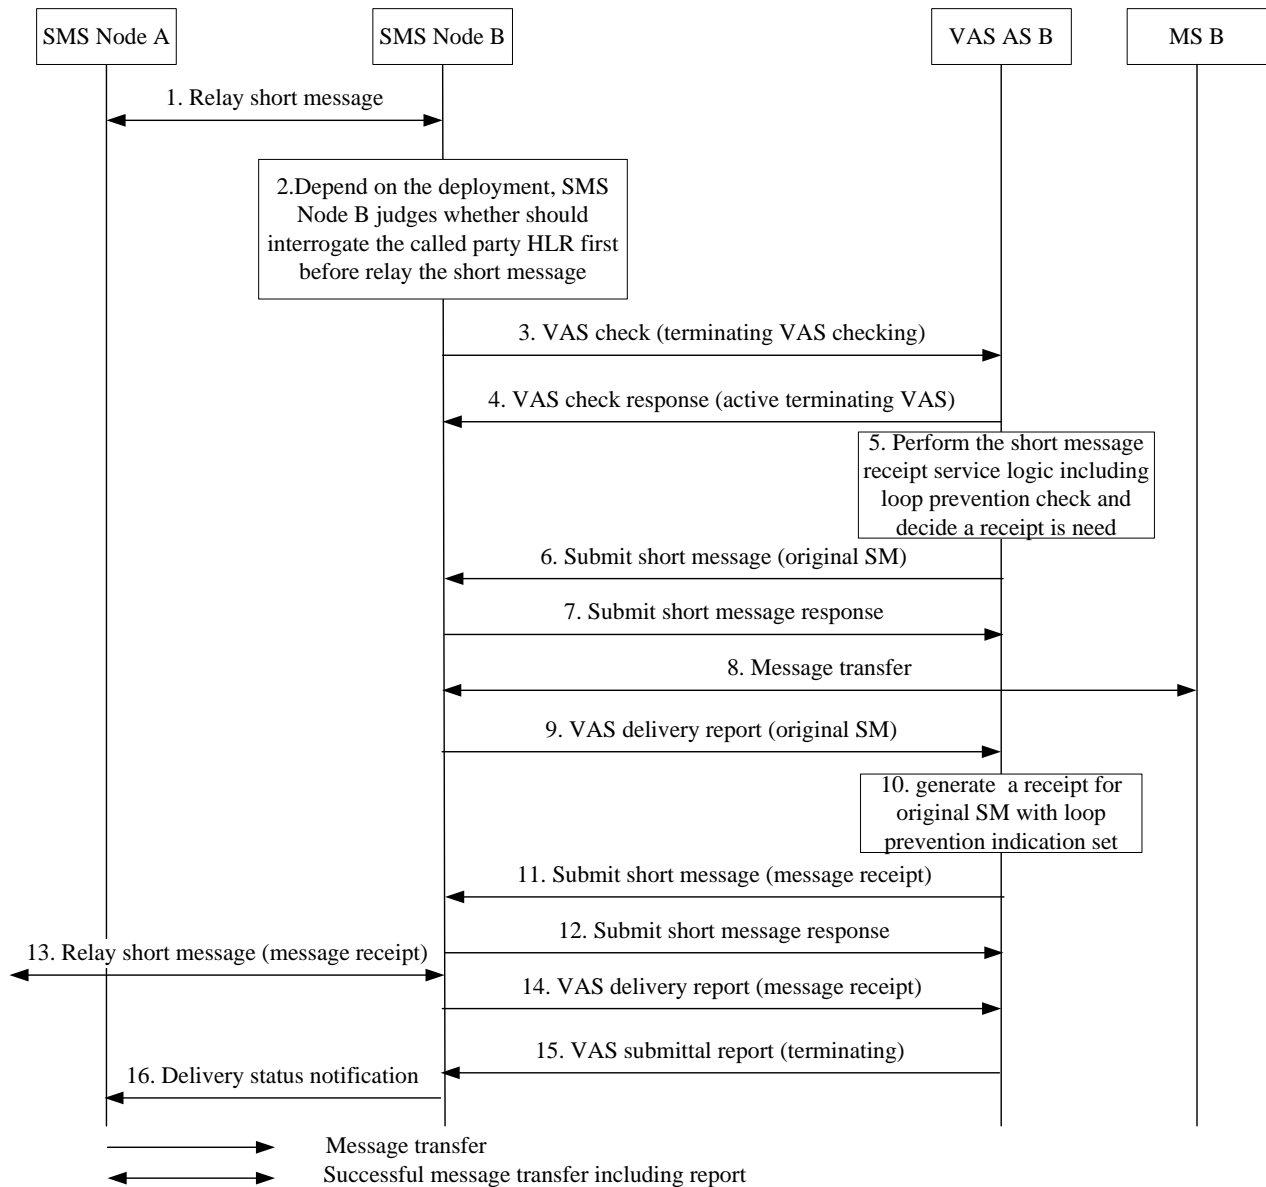 SMS Node A
SMS Node B
VAS AS B
MS B
1. Relay short message
2.Depend on the deployment, SMS
Node B judges whether should
interrogate the called party HLR first
before relay the short message
3. VAS check (terminating VAS checking)
4. VAS check response (active terminating VAS)
5. Perform the short message
receipt service logic including
loop prevention check and
decide a receipt is need
6. Submit short message (original SM)
7. Submit short message response
8. Message transfer
9. VAS delivery report (original SM)
10. generate a receipt for
original SM with loop
prevention indication set
11. Submit short message (message receipt)
12. Submit short message response
13. Relay short message (message receipt)
14. VAS delivery report (message receipt)
15. VAS submittal report (terminating)
16. Delivery status notification
Message transfer
Successful message transfer including report